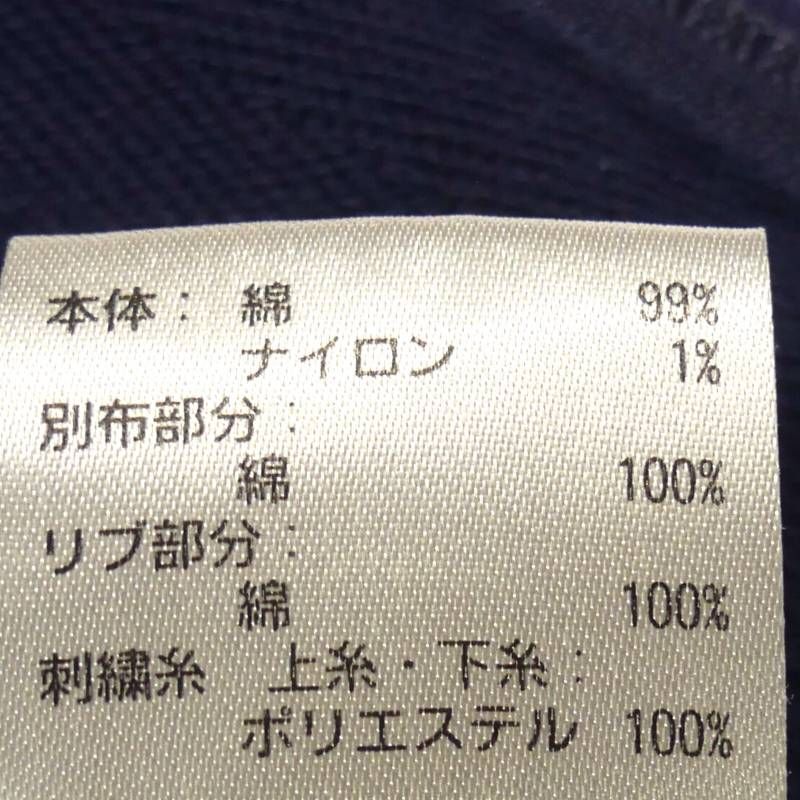 本体: 綿 99%
ナイロン 1%
別布部分:
綿 100%
リブ部分:
綿 100%
刺繍糸 上糸・下糸:
ポリエステル 100%